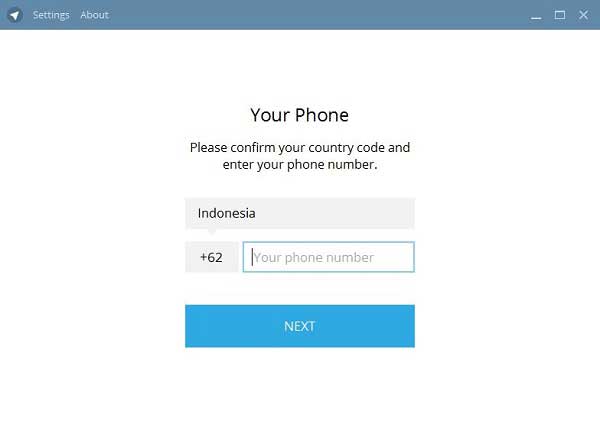 Settings About
Your Phone
Please confirm your country code and
enter your phone number.
Indonesia
+62 Your phone number
NEXT